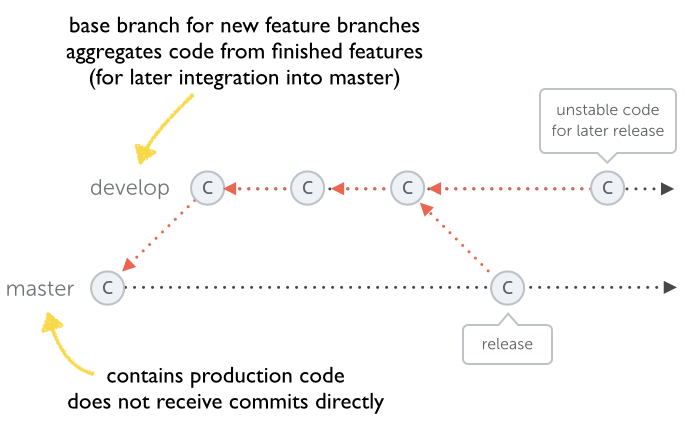 base branch for new feature branches
aggregates code from finished features
(for later integration into master)
unstable code
for later release
develop
C
C
C
C
master
C
C
release
contains production code
does not receive commits directly